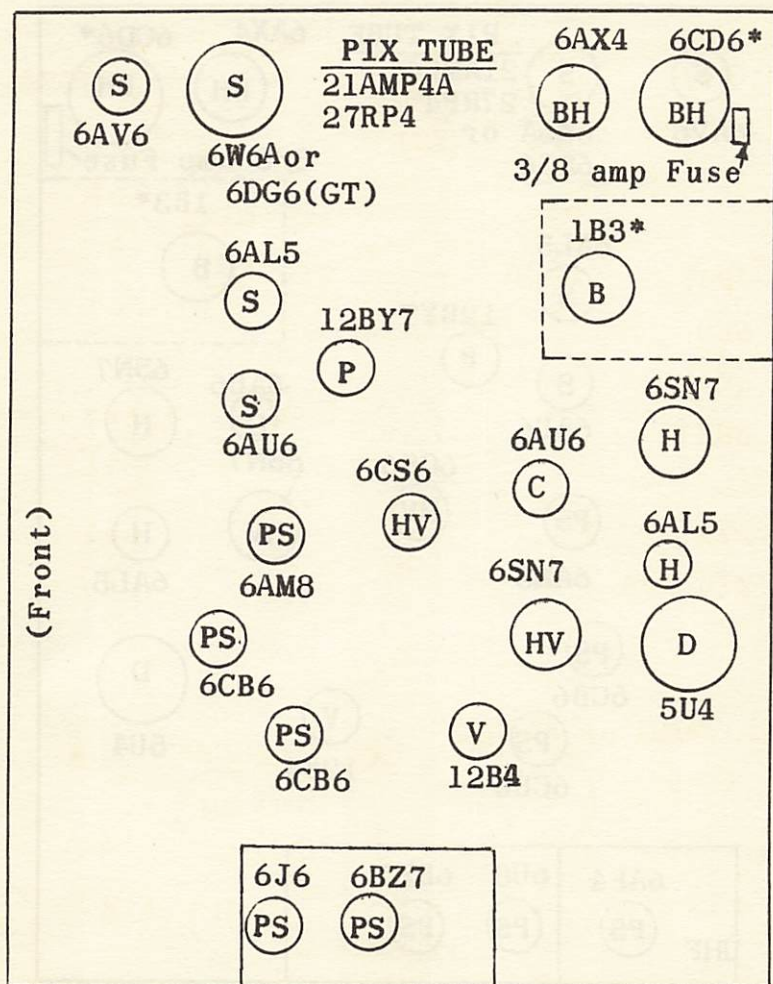 PIX TUBE
21AMP4A
27RP4
6AX4
6CD6*
S
S
BH
BH
6AV6
6W6A or
6DG6(GT)
3/8 amp Fuse
1B3*
B
6AL5
S
12BY7
P
S
6AU6
6SN7
H
6AU6
C
6CS6
HV
PS
6AM8
6AL5
H
6SN7
HV
D
5U4
PS
6CB6
PS
6CB6
V
12B4
(Front)
6J6
6BZ7
PS
PS